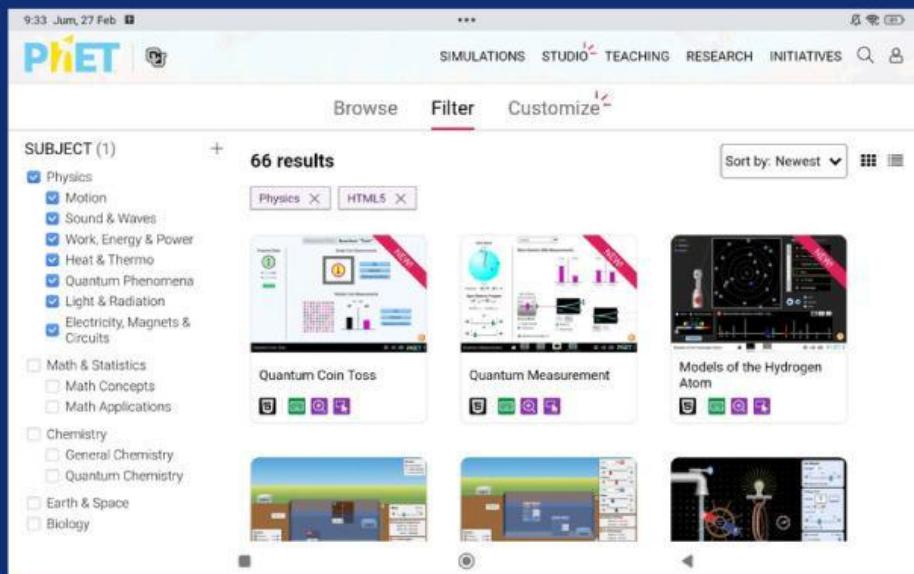 9:33 Jum, 27 Feb
PhET
SIMULATIONS STUDIO TEACHING RESEARCH INITIATIVES
Browse Filter Customize
SUBJECT (1) +
Physics
Motion
Sound & Waves
Work, Energy & Power
Heat & Thermo
Quantum Phenomena
Light & Radiation
Electricity, Magnets &
Circuits
Math & Statistics
Math Concepts
Math Applications
Chemistry
General Chemistry
Quantum Chemistry
Earth & Space
Biology
66 results
Sort by: Newest
Physics X HTML5 X
NEW!
NEW!
NEW!
Quantum Coin Toss
Quantum Measurement
Models of the Hydrogen
Atom